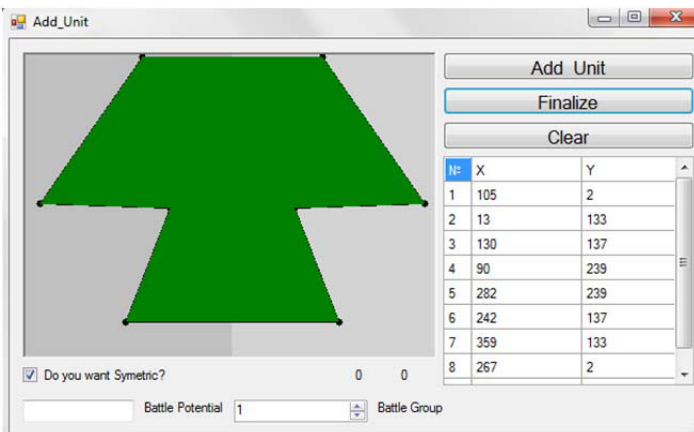 Add_Unit
Add Unit
Finalize
Clear
№ X Y
1 105 2
2 13 133
3 130 137
4 90 239
5 282 239
6 242 137
7 359 133
8 267 2
Do you want Symetric? 0 0
Battle Potential 1 Battle Group